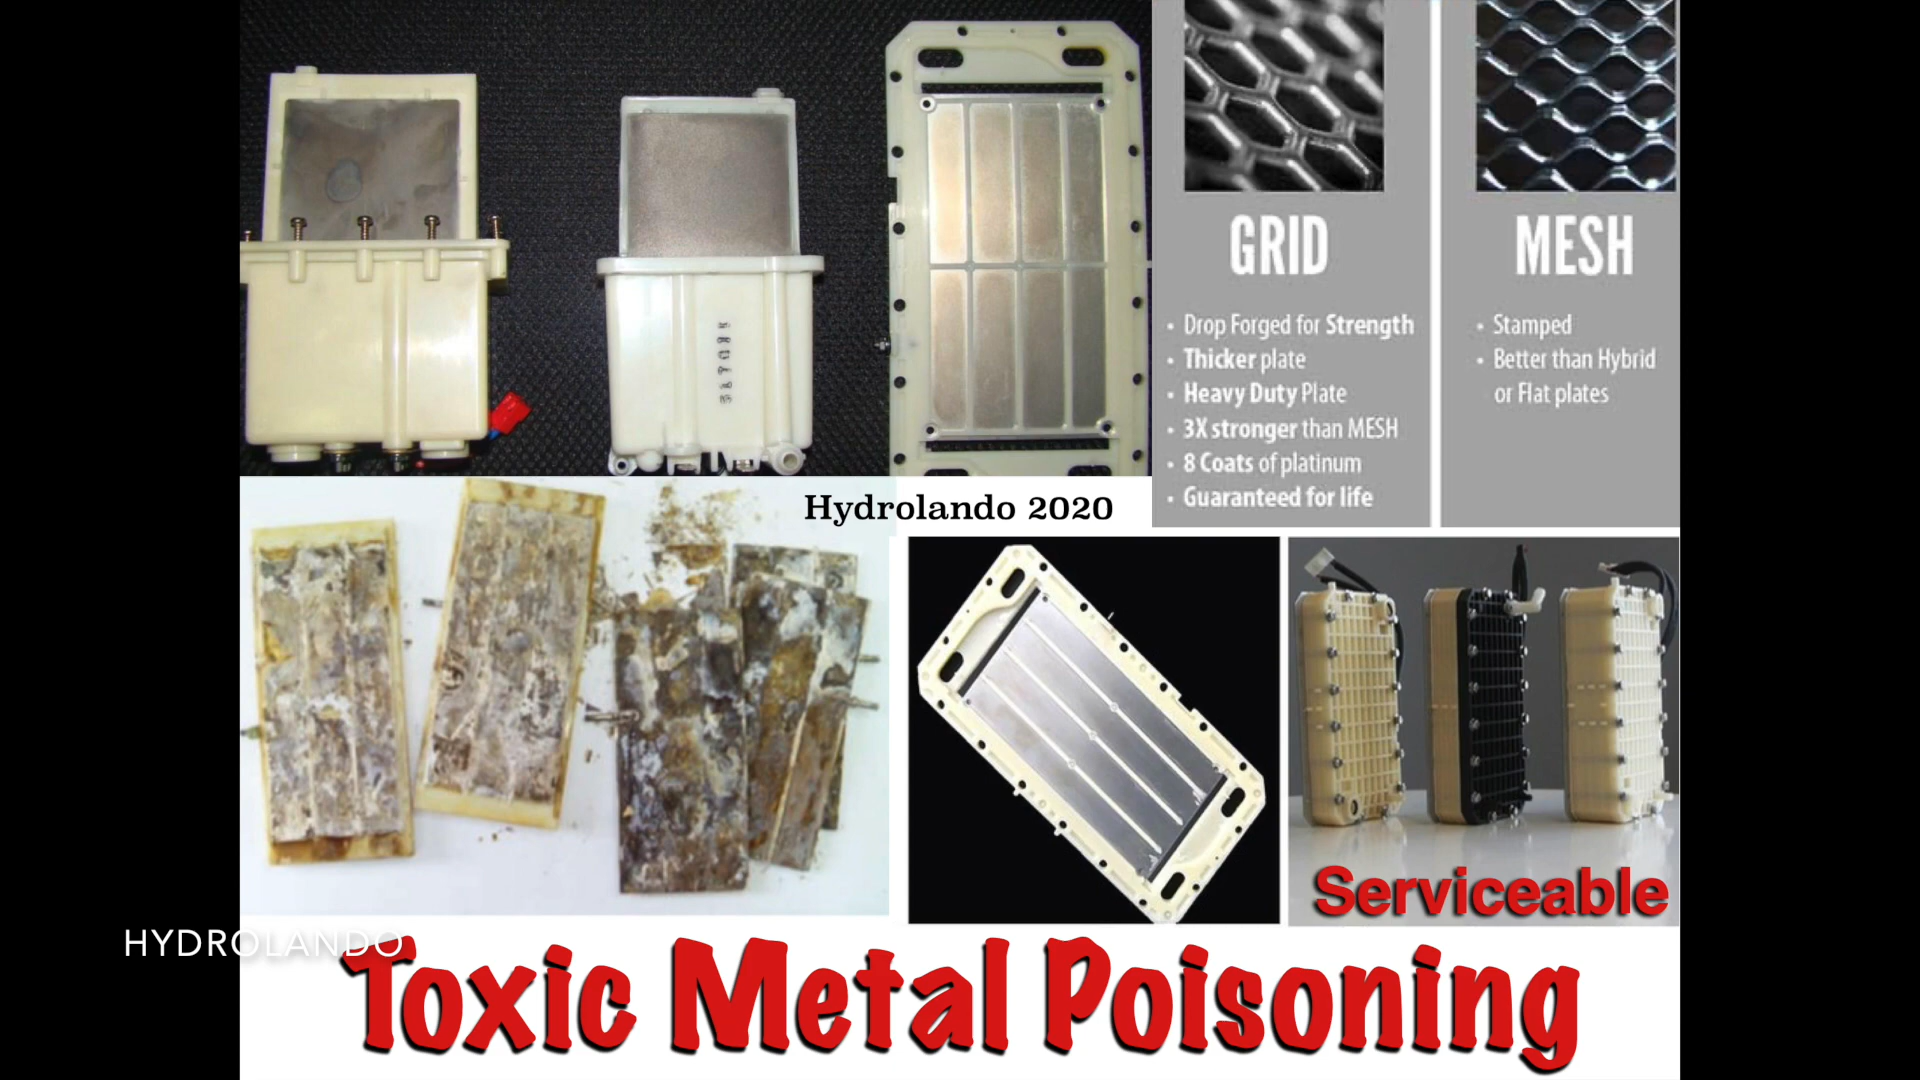 GRID
• Drop Forged for Strength
• Thicker plate
• Heavy Duty Plate
• 3X stronger than MESH
• 8 Coats of platinum
• Guaranteed for life
MESH
• Stamped
• Better than Hybrid
or Flat plates
Hydrolando 2020
Serviceable
HYDROLANDO
Toxic Metal Poisoning